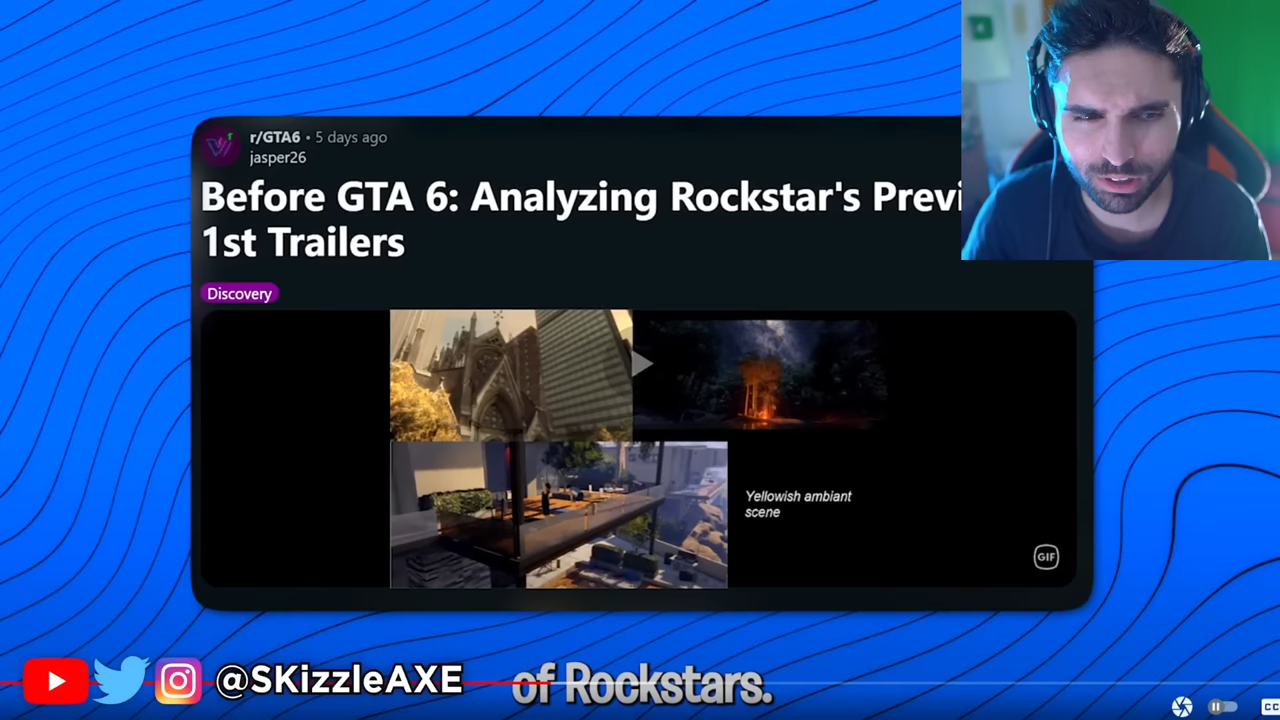 r/GTA6 • 5 days ago
jasper26
Before GTA 6: Analyzing Rockstar's Previ
1st Trailers
Discovery
Yellowish ambiant
scene
GIF
@SKizzleAXE
of Rockstars.
CC